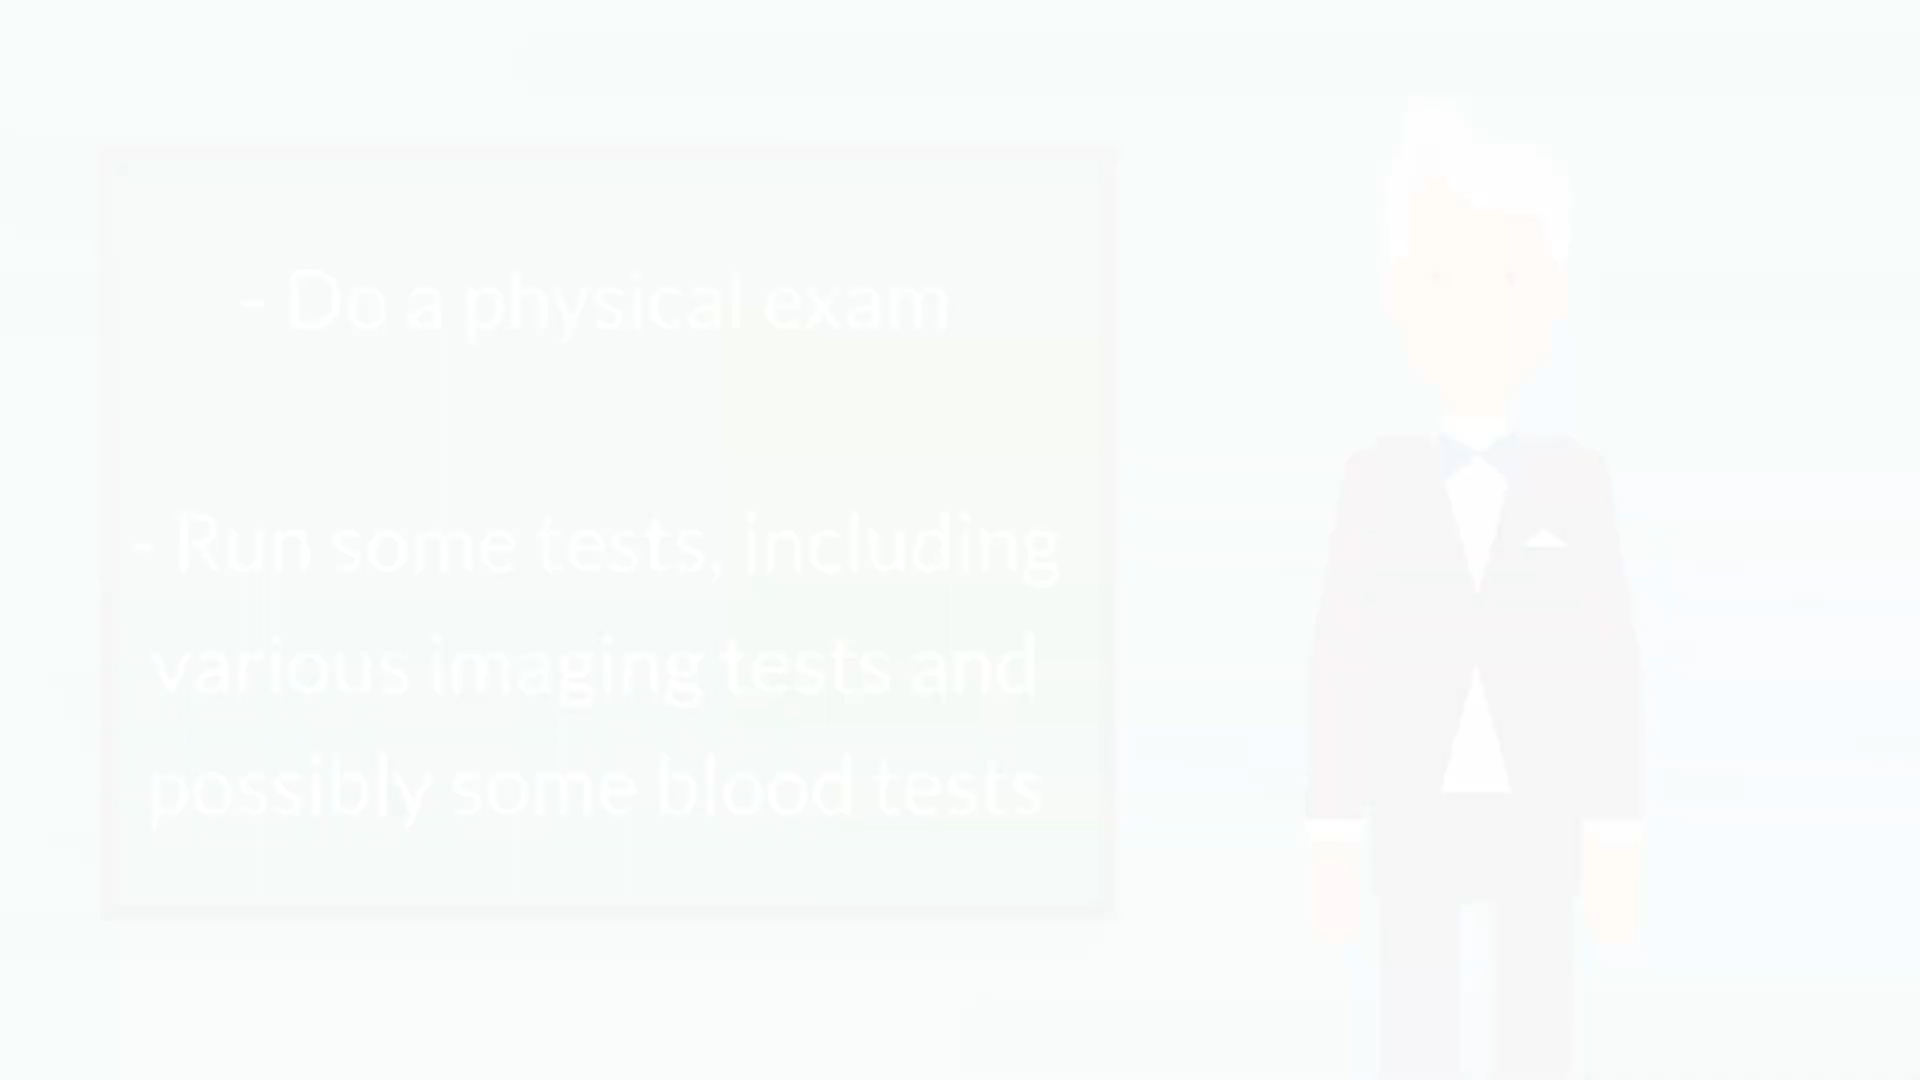 - Do a physical exam
- Run some tests, including
various imaging tests and
possibly some blood tests